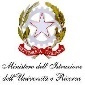 Ministero dell'Istruzione
dell'Università e Ricerca